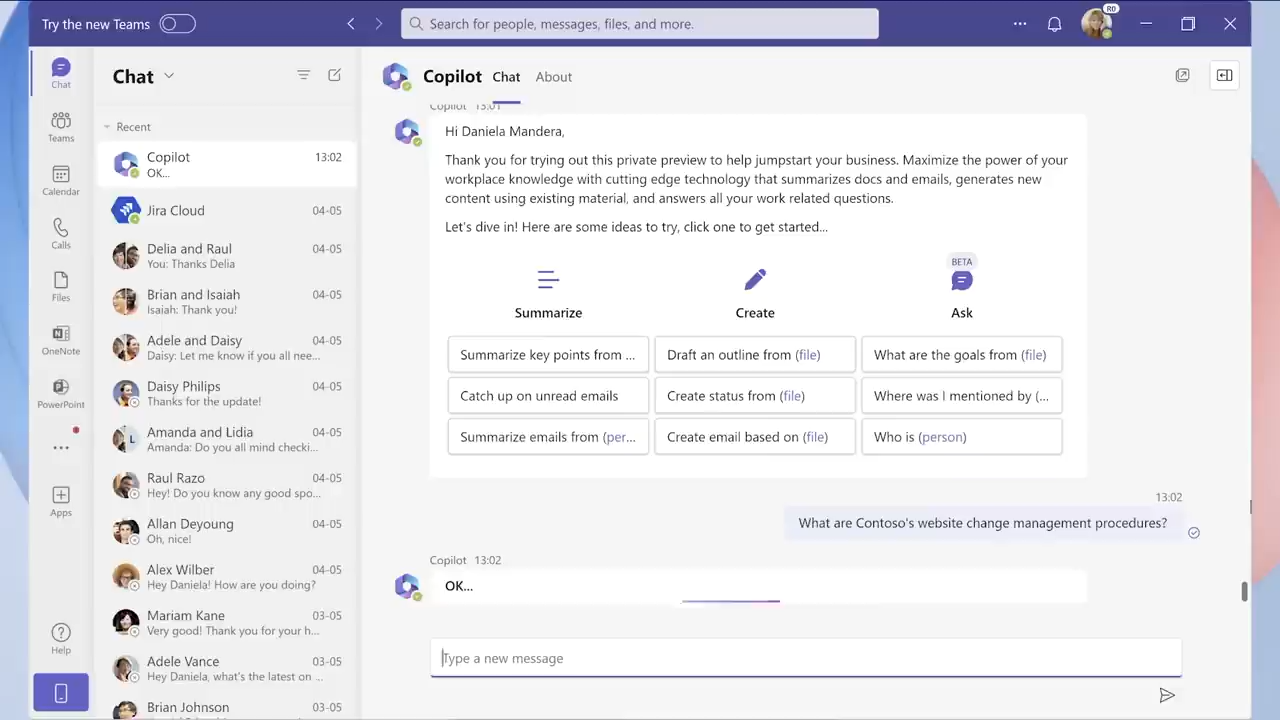 Try the new Teams
Search for people, messages, files, and more.
RO
Chat
Teams
Calendar
Calls
Files
OneNote
PowerPoint
Apps
Help
Chat
Recent
Copilot 13:02
OK...
Jira Cloud 04-05
Delia and Raul 04-05
You: Thanks Delia
Brian and Isaiah 04-05
Isaiah: Thank you!
Adele and Daisy 04-05
Daisy: Let me know if you all nee...
Daisy Philips 04-05
Thanks for the update!
Amanda and Lidia 04-05
Amanda: Do you all mind checki...
L
Raul Razo 04-05
Hey! Do you know any good spo...
Allan Deyoung 04-05
Oh, nice!
Alex Wilber 04-05
Hey Daniela! How are you doing?
Mariam Kane 03-05
Very good! Thank you for your h...
Adele Vance 03-05
Hey Daniela, what's the latest on ...
Brian Johnson 03-05
Copilot Chat About
Copilot 13:01
Hi Daniela Mandera,
Thank you for trying out this private preview to help jumpstart your business. Maximize the power of your
workplace knowledge with cutting edge technology that summarizes docs and emails, generates new
content using existing material, and answers all your work related questions.
Let's dive in! Here are some ideas to try, click one to get started...
BETA
Summarize Create Ask
Summarize key points from ... Draft an outline from (file) What are the goals from (file)
Catch up on unread emails Create status from (file) Where was I mentioned by (...
Summarize emails from (per... Create email based on (file) Who is (person)
13:02
What are Contoso's website change management procedures?
Copilot 13:02
OK...
Type a new message